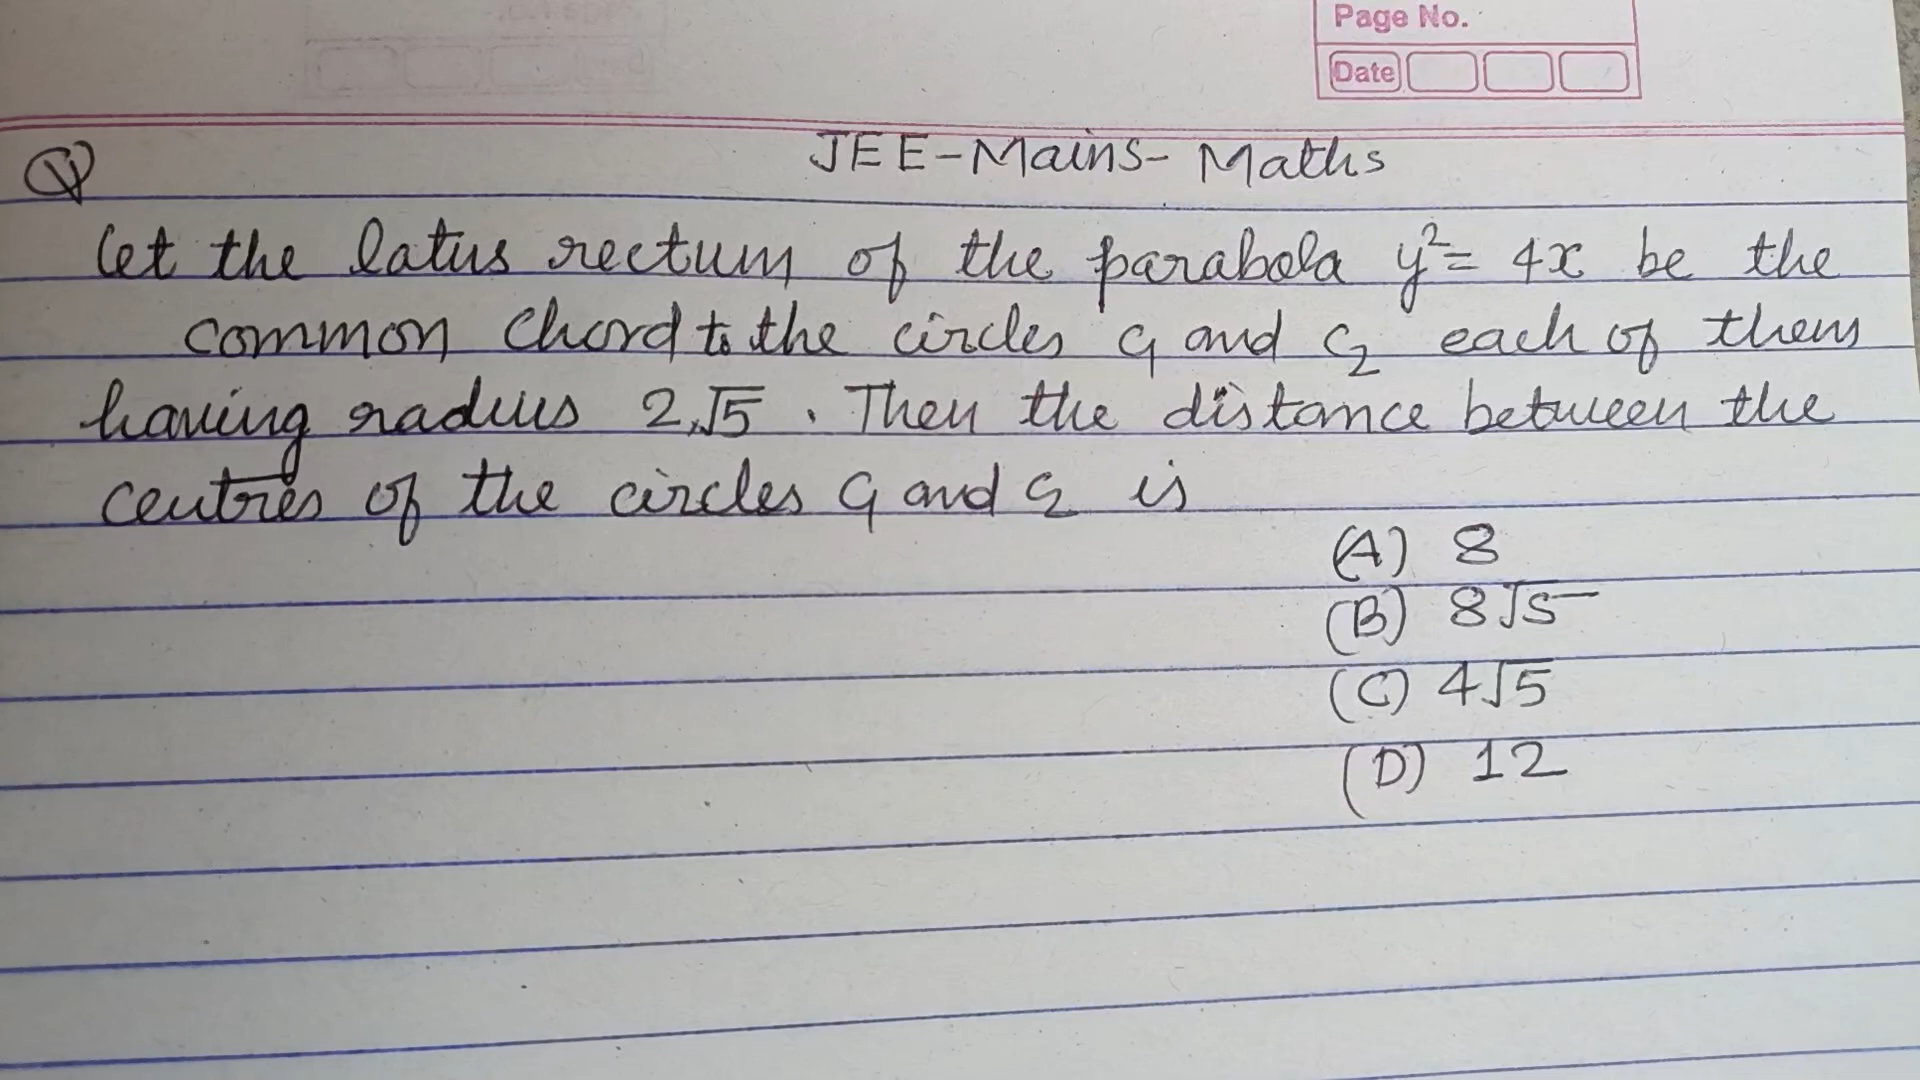 Page No.
Date
Q
JEE-Mains-Maths
Let the latus rectum of the parabola y²= 4x be the
common chord to the circles C1 and C2 each of them
having radius 2√5. Then the distance between the
centres of the circles C1 and C2 is
(A) 8
(B) 8√5
(C) 4√5
(D) 12